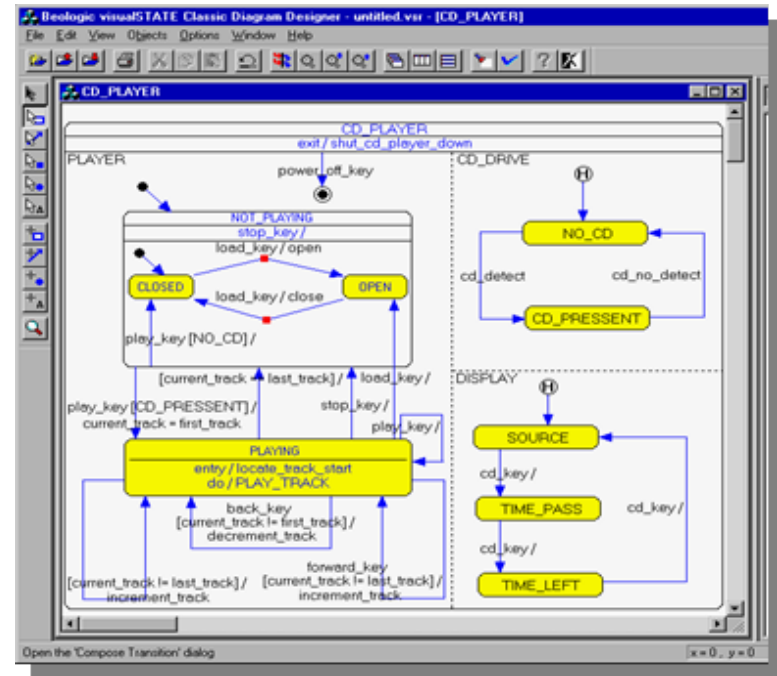 Beologic visualSTATE Classic Diagram Designer - untitled.vsr - [CD_PLAYER]
File Edit View Objects Options Window Help
CD_PLAYER
CD_PLAYER
exit / shut_cd_player_down
PLAYER
power_off_key
NOT_PLAYING
stop_key /
load_key / open
CLOSED
OPEN
load_key / close
play_key [NO_CD] /
[current_track = last_track] /
load_key /
play_key [CD_PRESSENT] /
current_track = first_track
stop_key /
play_key /
PLAYING
entry / locate_track_start
do / PLAY_TRACK
back_key
[current_track != first_track] /
decrement_track
[current_track != last_track] /
increment_track
forward_key
[current_track != last_track] /
increment_track
CD_DRIVE
H
NO_CD
cd_detect
cd_no_detect
CD_PRESSENT
DISPLAY
H
SOURCE
cd_key /
TIME_PASS
cd_key /
cd_key /
TIME_LEFT
Open the 'Compose Transition' dialog
x = 0 , y = 0